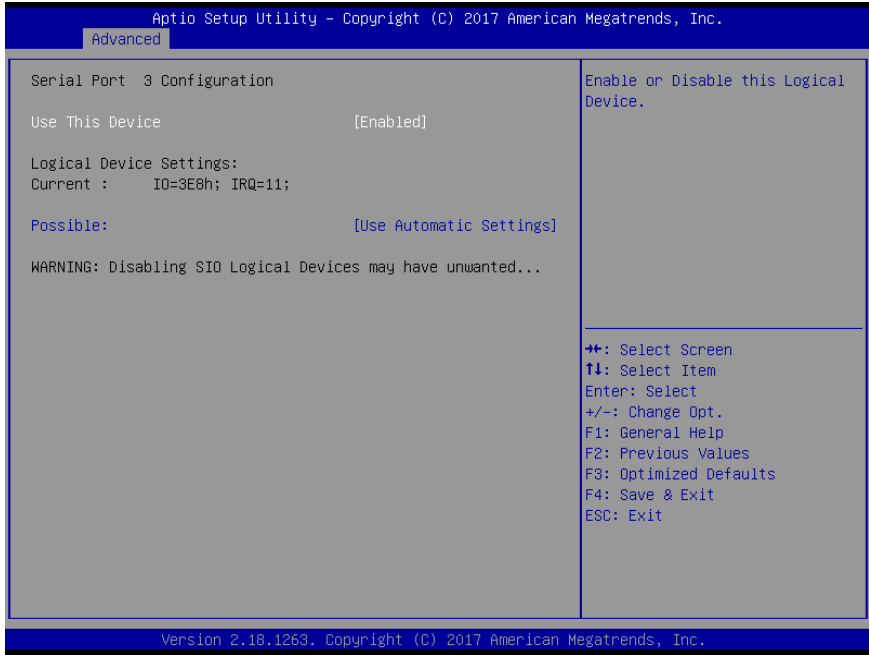 Aptio Setup Utility – Copyright (C) 2017 American Megatrends, Inc.
Advanced
Serial Port 3 Configuration
Use This Device [Enabled]
Logical Device Settings:
Current : IO=3E8h; IRQ=11;
Possible: [Use Automatic Settings]
WARNING: Disabling SIO Logical Devices may have unwanted...
Enable or Disable this Logical
Device.
→←: Select Screen
↑↓: Select Item
Enter: Select
+/-: Change Opt.
F1: General Help
F2: Previous Values
F3: Optimized Defaults
F4: Save & Exit
ESC: Exit
Version 2.18.1263. Copyright (C) 2017 American Megatrends, Inc.